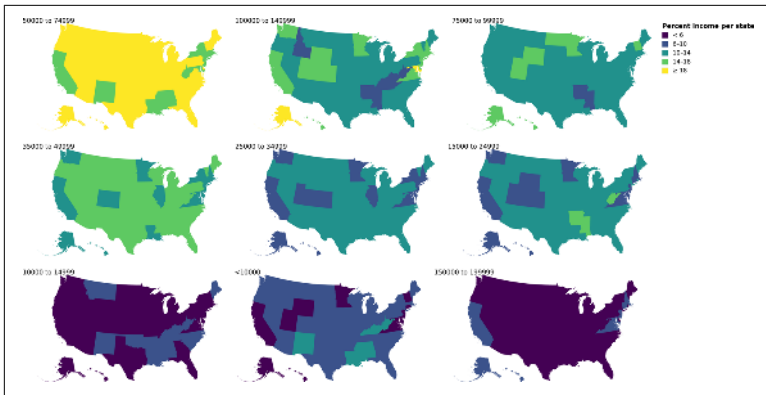 50000 to 74999
100000 to 149999
75000 to 99999
Percent Income per state
< 6
6-10
10-14
14-18
≥ 18
35000 to 49999
25000 to 34999
15000 to 24999
10000 to 14999
<10000
150000 to 199999